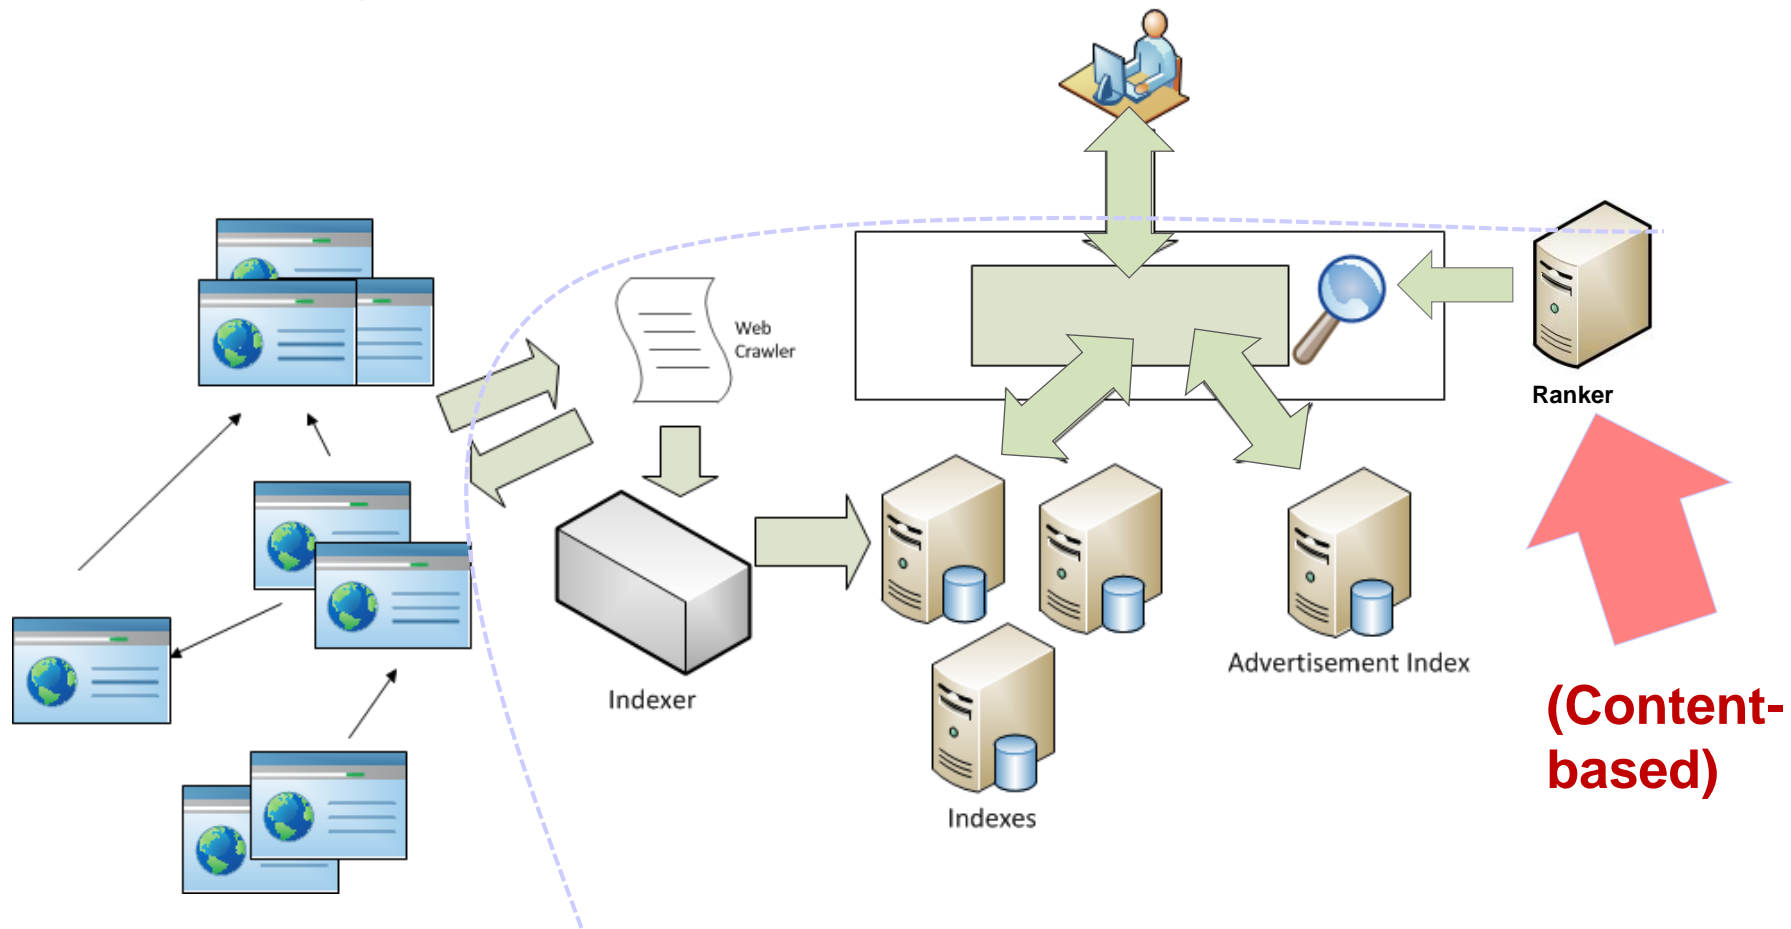 Web
Crawler
Ranker
Indexer
Advertisement Index
Indexes
(Content-
based)